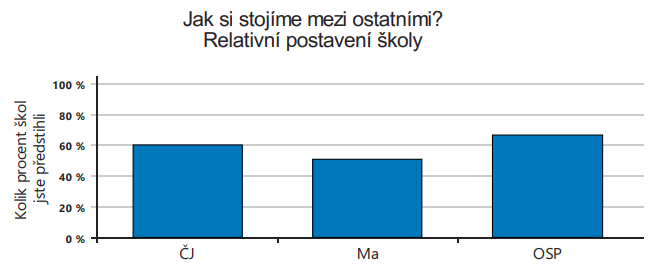 Jak si stojíme mezi ostatními?
Relativní postavení školy
Kolik procent škol
jste předstihli
100 %
80 %
60 %
40 %
20 %
0 %
ČJ
Ma
OSP